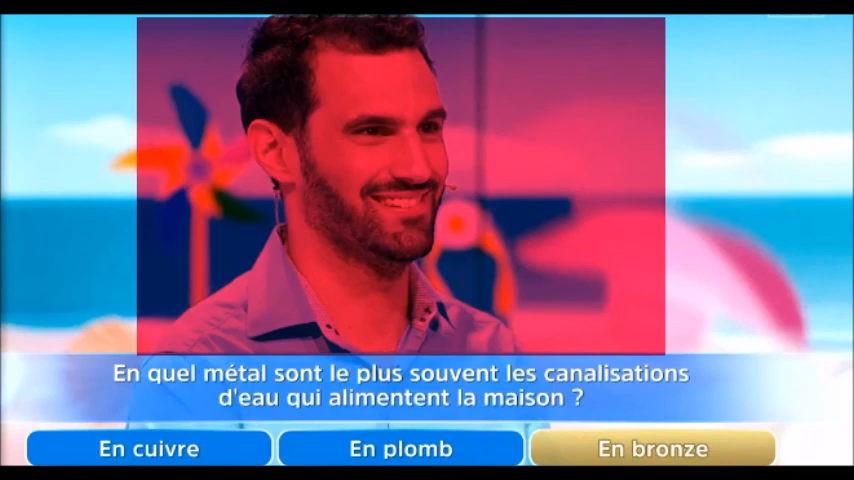 En quel métal sont le plus souvent les canalisations
d'eau qui alimentent la maison ?
En cuivre
En plomb
En bronze